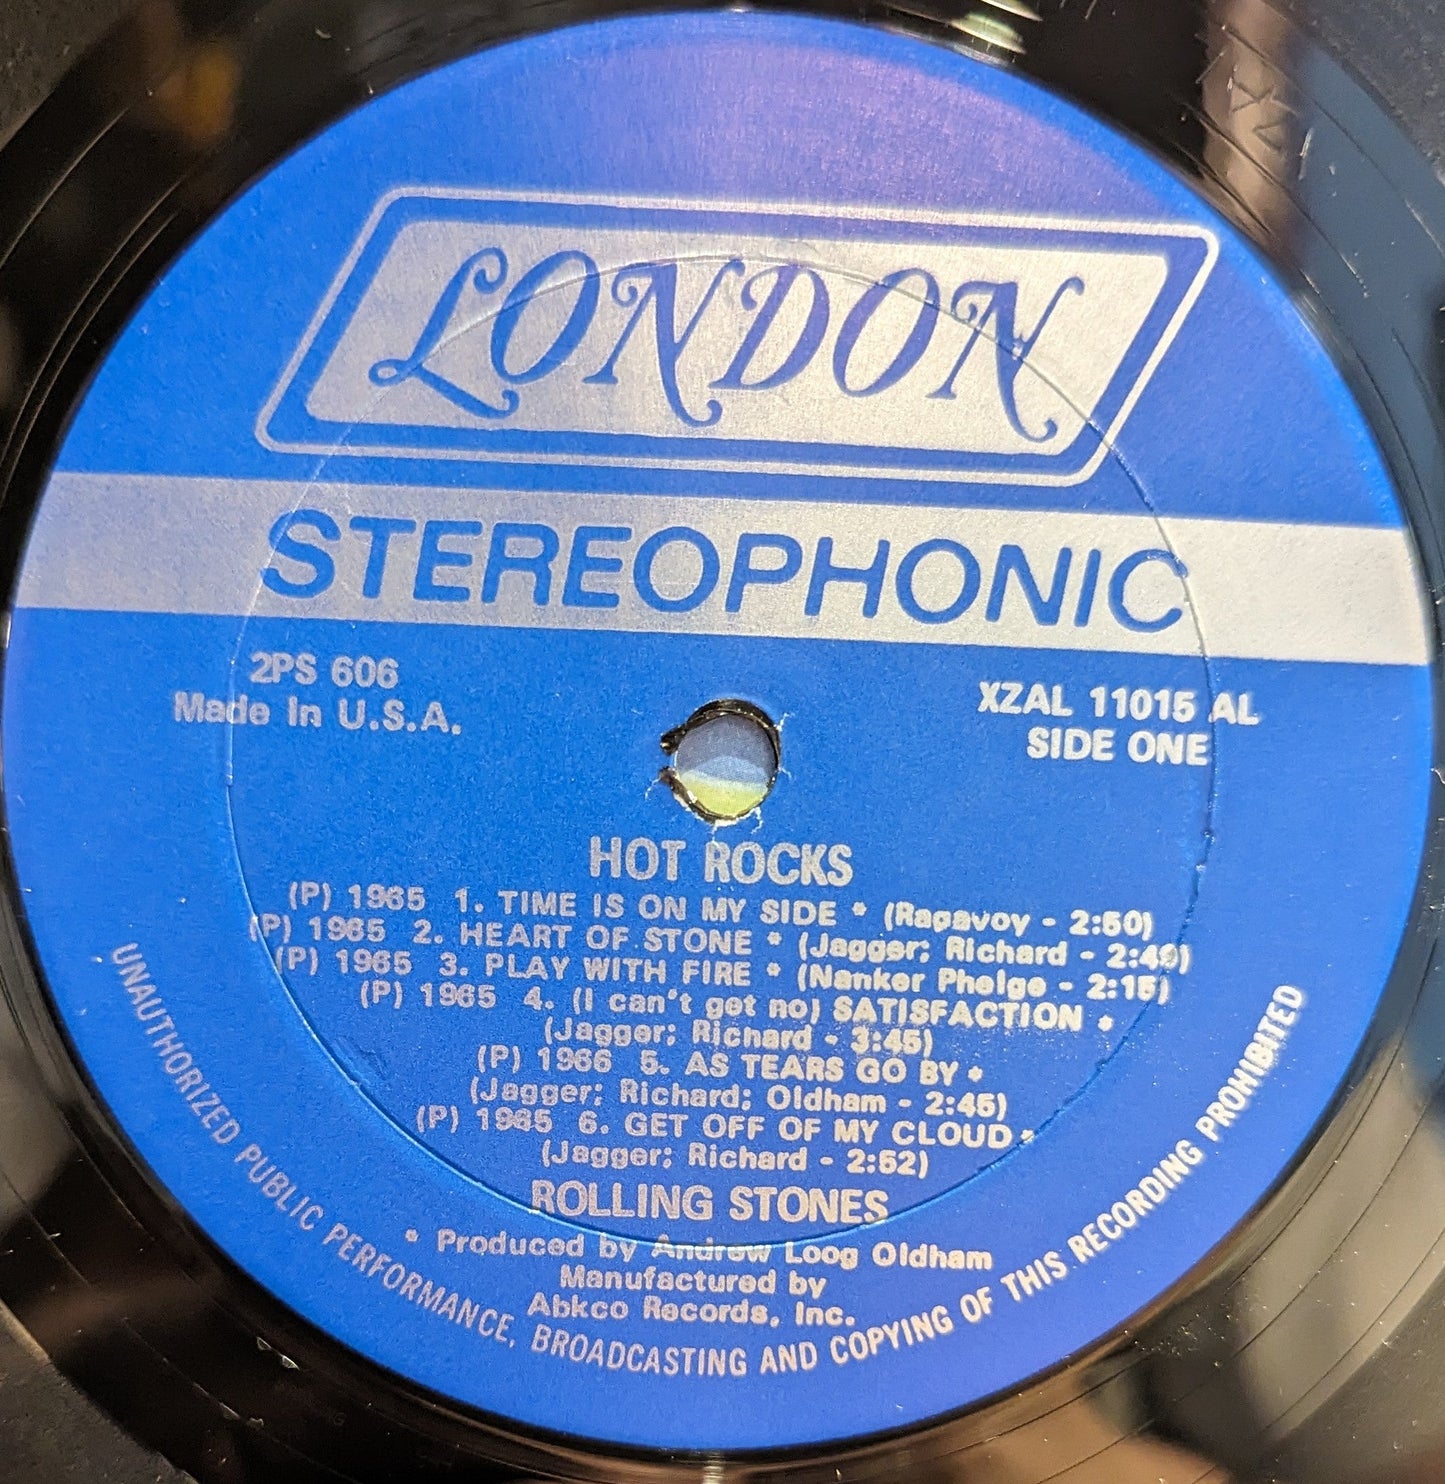 LONDON
STEREOPHONIC
2PS 606
Made In U.S.A.
XZAL 11015 AL
SIDE ONE
HOT ROCKS
(P) 1965 1. TIME IS ON MY SIDE * (Ragavoy - 2:50)
(P) 1965 2. HEART OF STONE * (Jagger; Richard - 2:49)
(P) 1965 3. PLAY WITH FIRE * (Nanker Phelge - 2:15)
(P) 1965 4. (I can't get no) SATISFACTION *
(Jagger; Richard - 3:45)
(P) 1966 5. AS TEARS GO BY *
(Jagger; Richard; Oldham - 2:45)
(P) 1965 6. GET OFF OF MY CLOUD *
(Jagger; Richard - 2:52)
ROLLING STONES
* Produced by Andrew Loog Oldham
Manufactured by
Abkco Records, Inc.
UNAUTHORIZED PUBLIC PERFORMANCE, BROADCASTING AND COPYING OF THIS RECORDING PROHIBITED